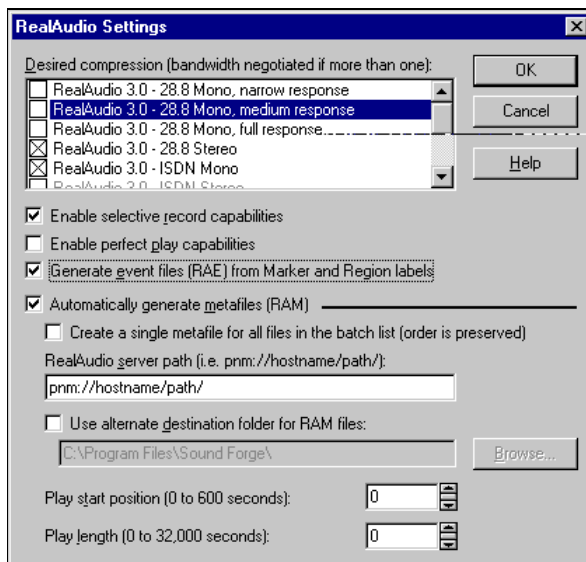 RealAudio Settings
Desired compression (bandwidth negotiated if more than one):
RealAudio 3.0 - 28.8 Mono, narrow response
RealAudio 3.0 - 28.8 Mono, medium response
RealAudio 3.0 - 28.8 Mono, full response
RealAudio 3.0 - 28.8 Stereo
RealAudio 3.0 - ISDN Mono
RealAudio 3.0 - ISDN Stereo
OK
Cancel
Help
Enable selective record capabilities
Enable perfect play capabilities
Generate event files (RAE) from Marker and Region labels
Automatically generate metafiles (RAM)
Create a single metafile for all files in the batch list (order is preserved)
RealAudio server path (i.e. pnm://hostname/path/):
pnm://hostname/path/
Use alternate destination folder for RAM files:
C:\Program Files\Sound Forge\
Browse...
Play start position (0 to 600 seconds):
0
Play length (0 to 32,000 seconds):
0